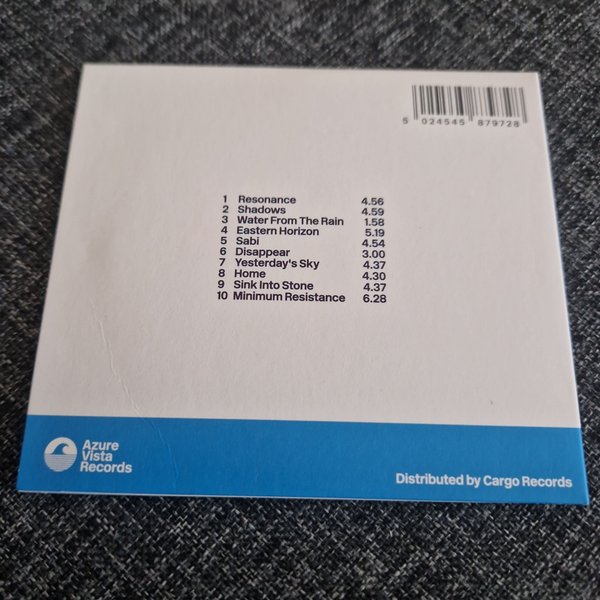 5 024545 879728
1 Resonance 4.56
2 Shadows 4.59
3 Water From The Rain 1.58
4 Eastern Horizon 5.19
5 Sabi 4.54
6 Disappear 3.00
7 Yesterday's Sky 4.37
8 Home 4.30
9 Sink Into Stone 4.37
10 Minimum Resistance 6.28
Azure
Vista
Records
Distributed by Cargo Records